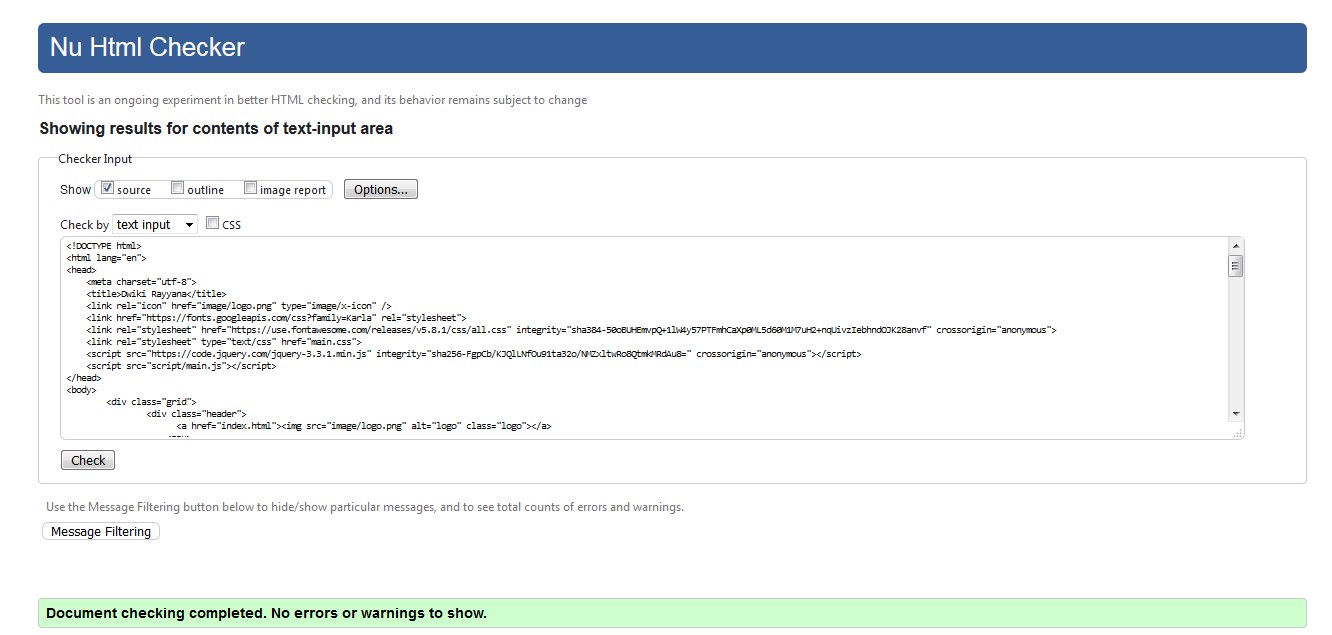 Nu Html Checker
This tool is an ongoing experiment in better HTML checking, and its behavior remains subject to change
Showing results for contents of text-input area
Checker Input
Show source outline image report Options...
Check by text input CSS
<!DOCTYPE html>
<html lang="en">
<head>
<meta charset="utf-8">
<title>Dwiki Rayyana</title>
<link rel="icon" href="image/logo.png" type="image/x-icon" />
<link href="https://fonts.googleapis.com/css?family=Karla" rel="stylesheet">
<link rel="stylesheet" href="https://use.fontawesome.com/releases/v5.8.1/css/all.css" integrity="sha384-50oBUHEmvpQ+1lW4y57PTFmhCaXp0ML5d60M1M7uH2+nqUivzIebhndOJK28anvf" crossorigin="anonymous">
<link rel="stylesheet" type="text/css" href="main.css">
<script src="https://code.jquery.com/jquery-3.3.1.min.js" integrity="sha256-FgpCb/KJQlLNfOu91ta32o/NMZxltwRo8QtmkMRdAu8=" crossorigin="anonymous"></script>
<script src="script/main.js"></script>
</head>
<body>
<div class="grid">
<div class="header">
<a href="index.html"><img src="image/logo.png" alt="logo" class="logo"></a>
Check
Use the Message Filtering button below to hide/show particular messages, and to see total counts of errors and warnings.
Message Filtering
Document checking completed. No errors or warnings to show.